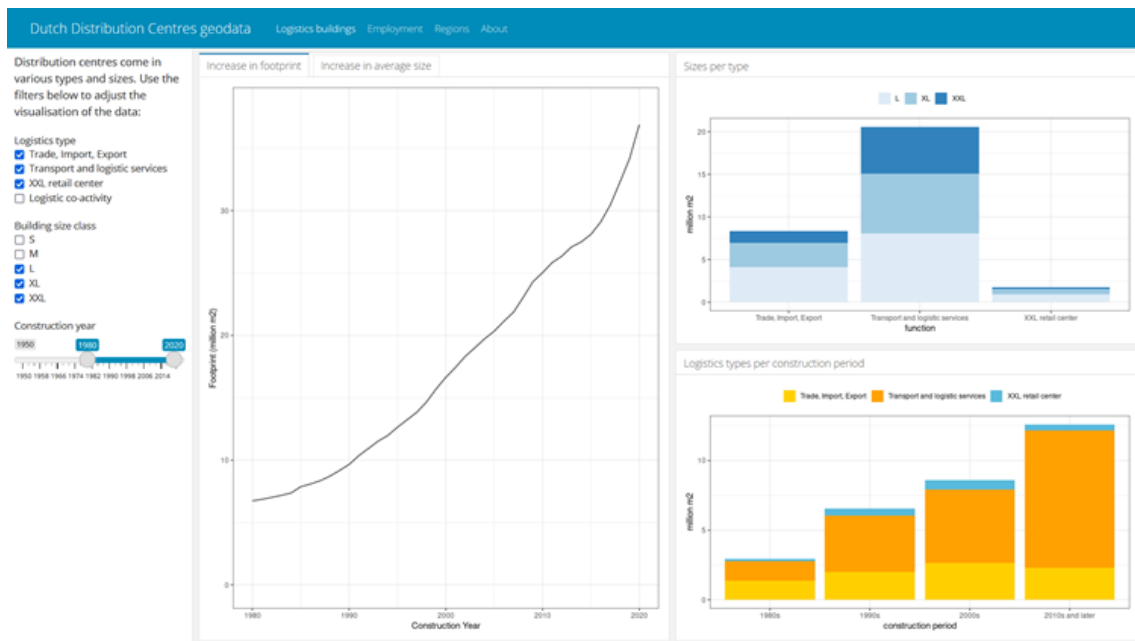 Dutch Distribution Centres geodata
Logistics buildings Employment Regions About
Distribution centres come in
various types and sizes. Use the
filters below to adjust the
visualisation of the data:
Logistics type
Trade, Import, Export
Transport and logistic services
XXL retail center
Logistic co-activity
Building size class
S
M
L
XL
XXL
Construction year
1950 1980 2020
1950 1958 1966 1974 1982 1990 1998 2006 2014
Increase in footprint Increase in average size
Footprint (million m2)
30
20
10
0
1980 1990 2000 2010 2020
Construction Year
Sizes per type
L XL XXL
million m2
20
15
10
5
0
Trade, Import, Export Transport and logistic services XXL retail center
function
Logistics types per construction period
Trade, Import, Export Transport and logistic services XXL retail center
million m2
10
5
0
1980s 1990s 2000s 2010s and later
construction period